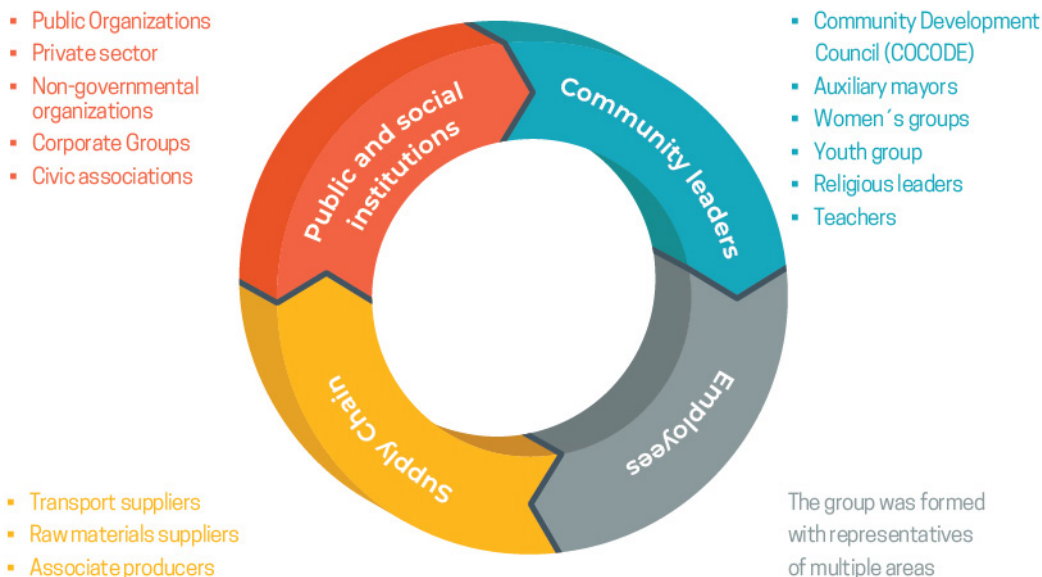 Public Organizations
Private sector
Non-governmental
organizations
Corporate Groups
Civic associations
Public and social
institutions
Community leaders
Community Development
Council (COCODE)
Auxiliary mayors
Women´s groups
Youth group
Religious leaders
Teachers
Supply Chain
Employees
Transport suppliers
Raw materials suppliers
Associate producers
The group was formed
with representatives
of multiple areas